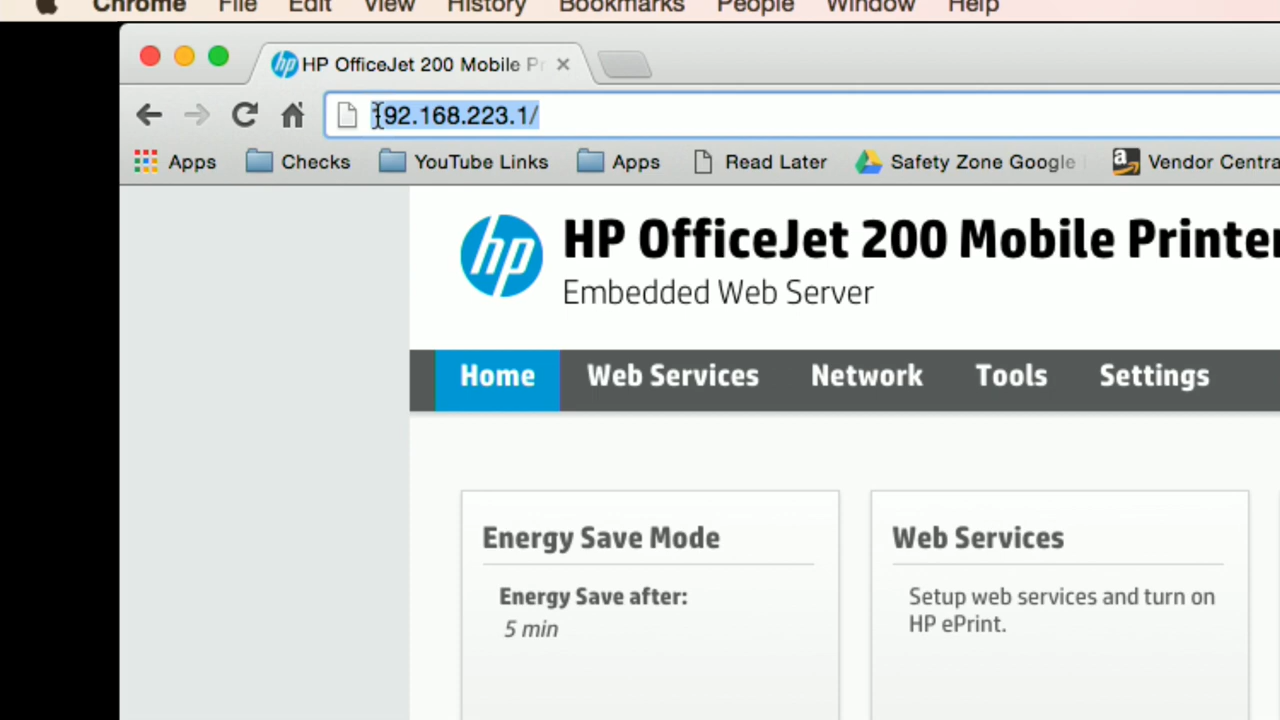 Chrome File Edit View History Bookmarks People Window Help
hp HP OfficeJet 200 Mobile Pr
92.168.223.1/
Apps Checks YouTube Links Apps Read Later Safety Zone Google a Vendor Centra
hp HP OfficeJet 200 Mobile Printer
Embedded Web Server
Home Web Services Network Tools Settings
Energy Save Mode
Energy Save after:
5 min
Web Services
Setup web services and turn on
HP ePrint.